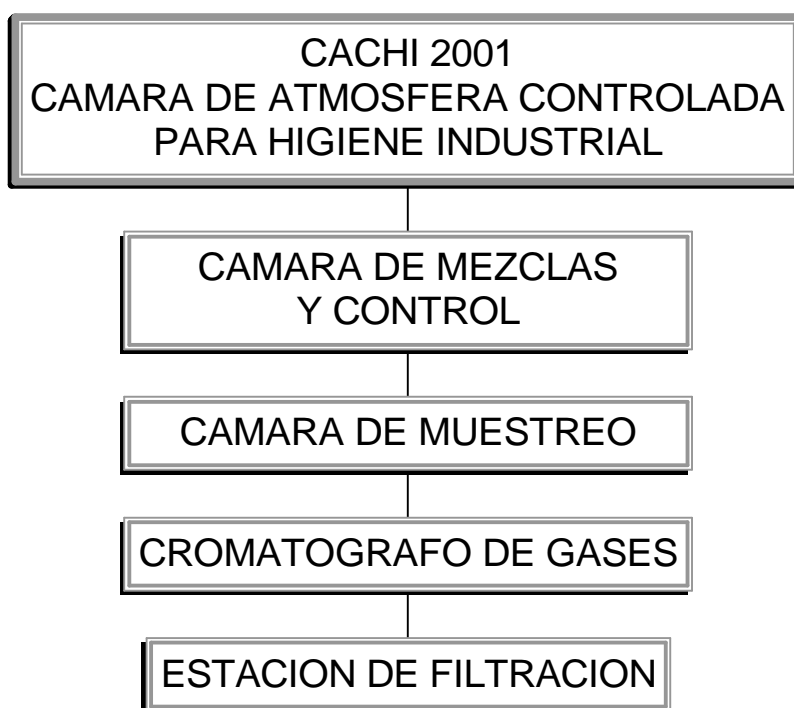 CACHI 2001
CAMARA DE ATMOSFERA CONTROLADA
PARA HIGIENE INDUSTRIAL
CAMARA DE MEZCLAS
Y CONTROL
CAMARA DE MUESTREO
CROMATOGRAFO DE GASES
ESTACION DE FILTRACION